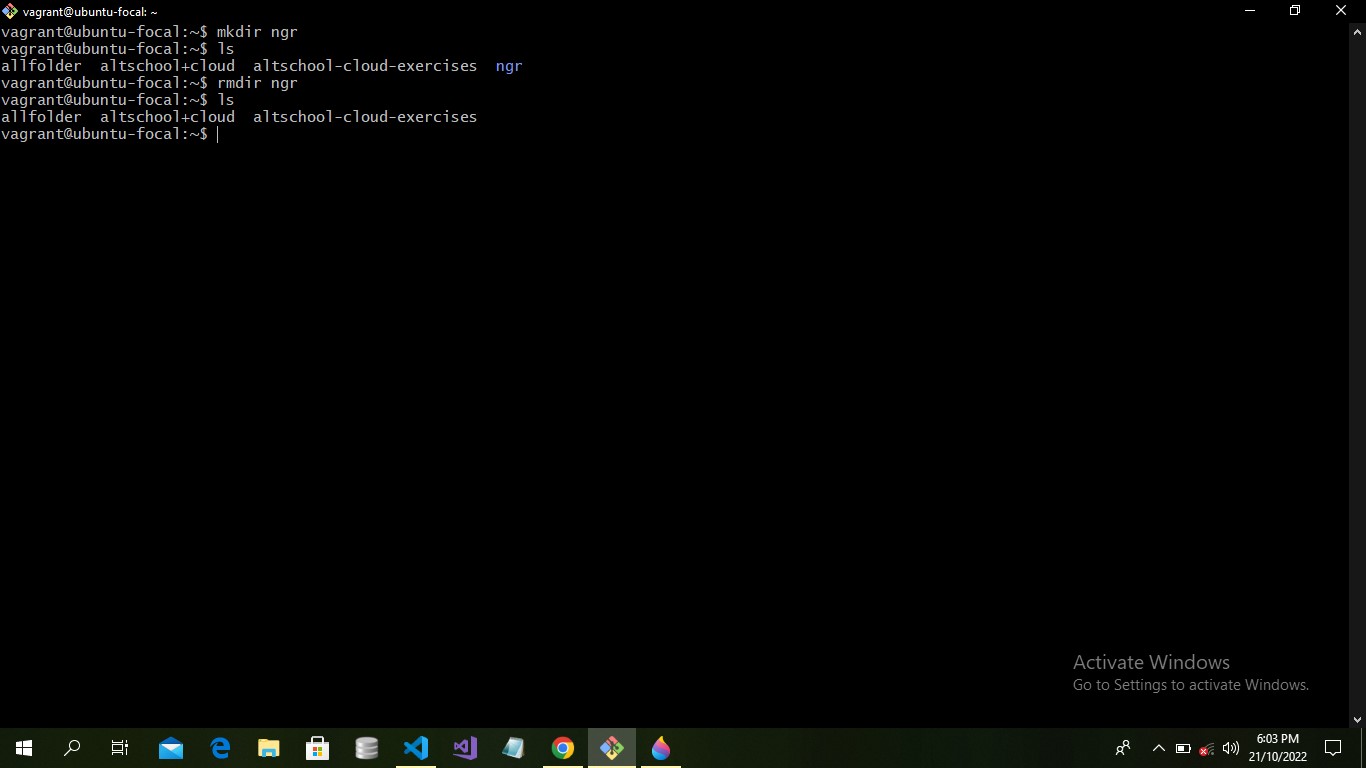 vagrant@ubuntu-focal: ~
vagrant@ubuntu-focal:~$ mkdir ngr
vagrant@ubuntu-focal:~$ ls
allfolder  altschool+cloud  altschool-cloud-exercises  ngr
vagrant@ubuntu-focal:~$ rmdir ngr
vagrant@ubuntu-focal:~$ ls
allfolder  altschool+cloud  altschool-cloud-exercises
vagrant@ubuntu-focal:~$
Activate Windows
Go to Settings to activate Windows.
6:03 PM
21/10/2022